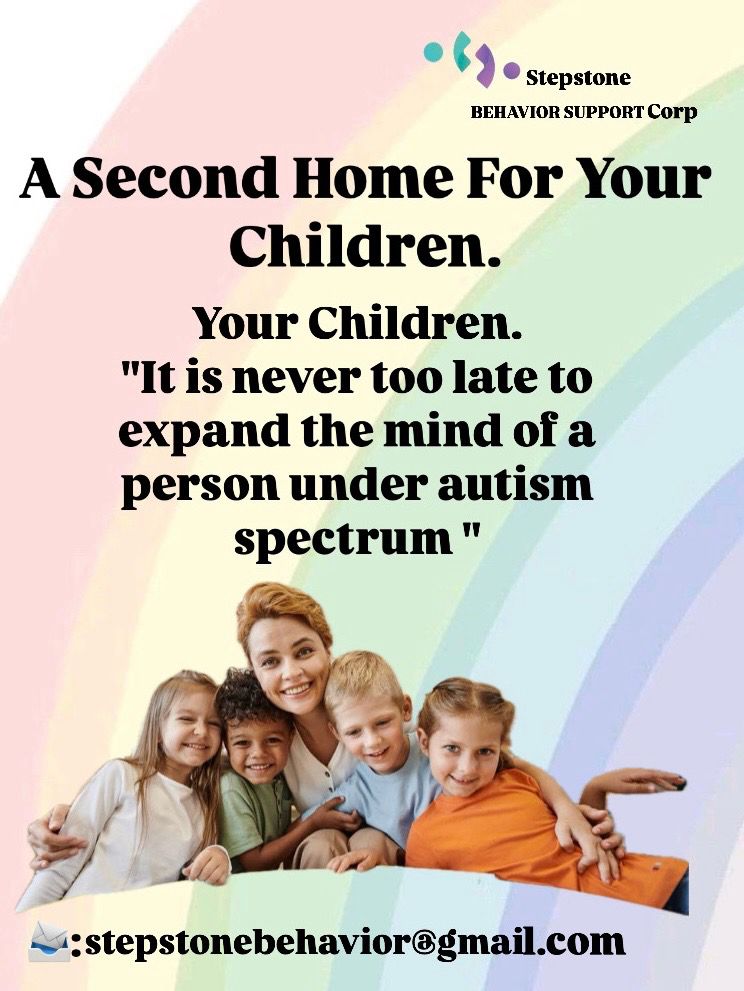 Stepstone
BEHAVIOR SUPPORT Corp
A Second Home For Your
Children.
Your Children.
"It is never too late to
expand the mind of a
person under autism
spectrum "
:stepstonebehavior@gmail.com